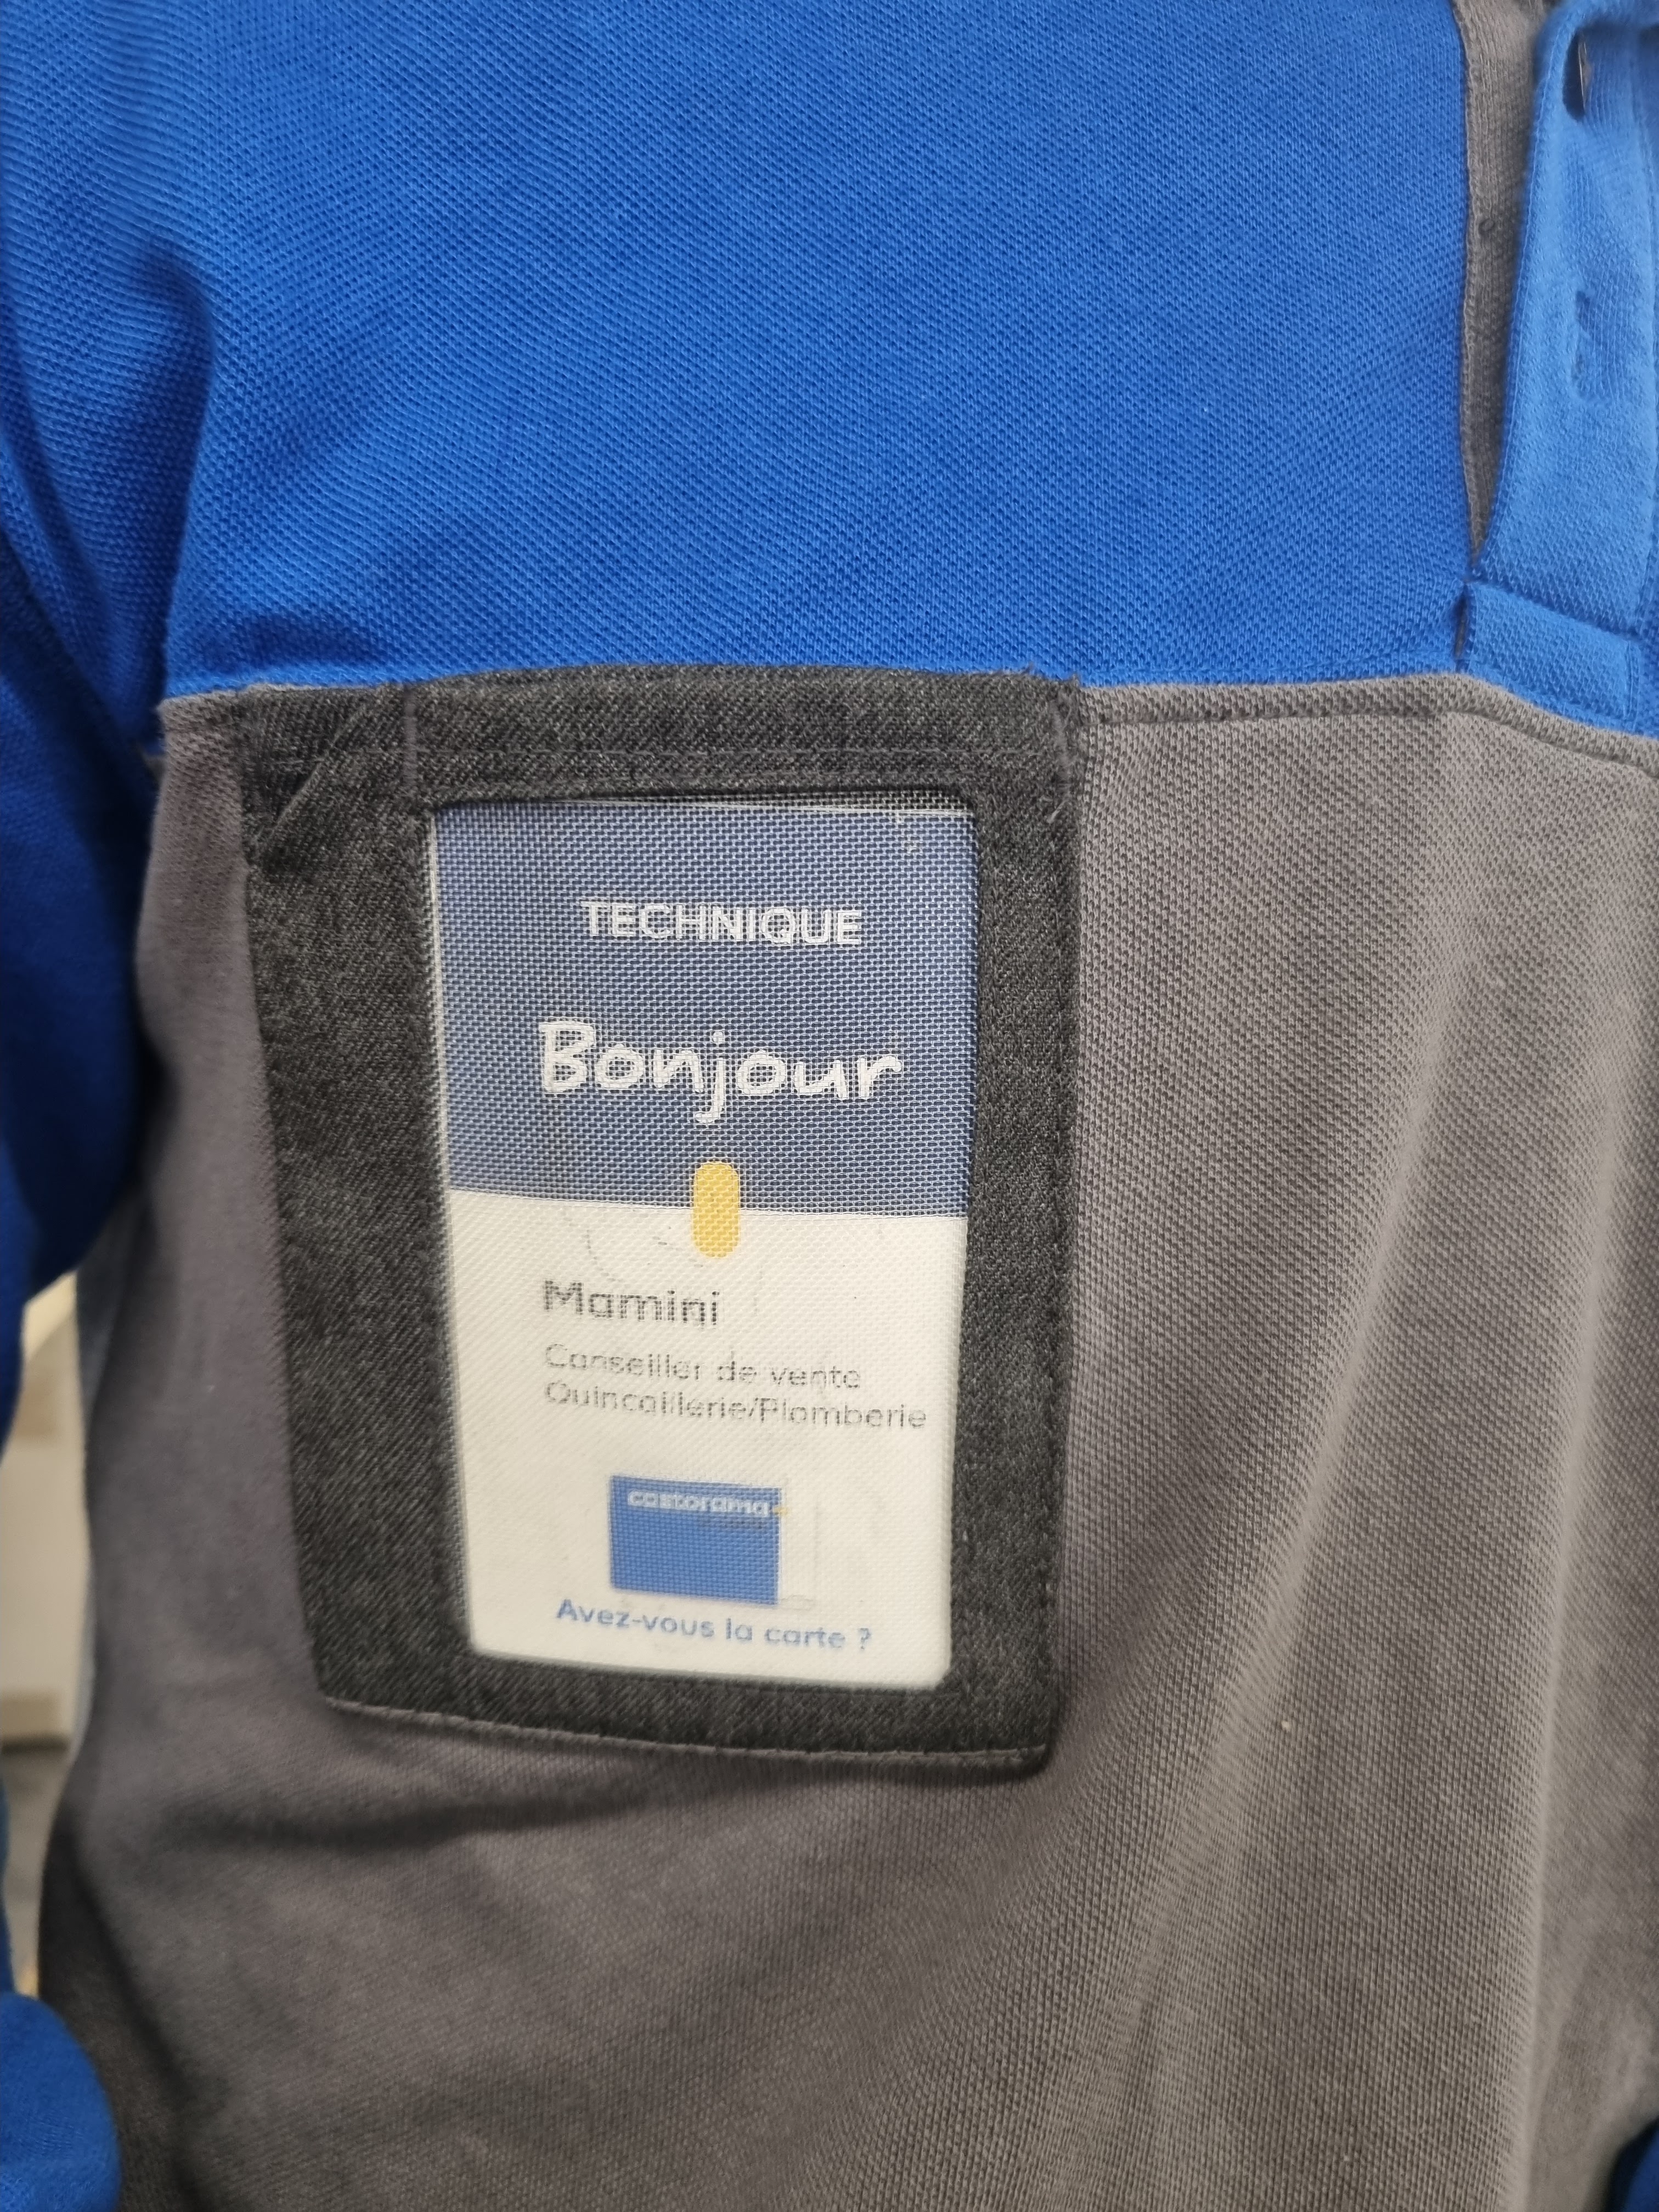 TECHNIQUE
Bonjour
Mamini
Conseiller de vente
Quincaillerie/Plomberie
castorama
Avez-vous la carte ?